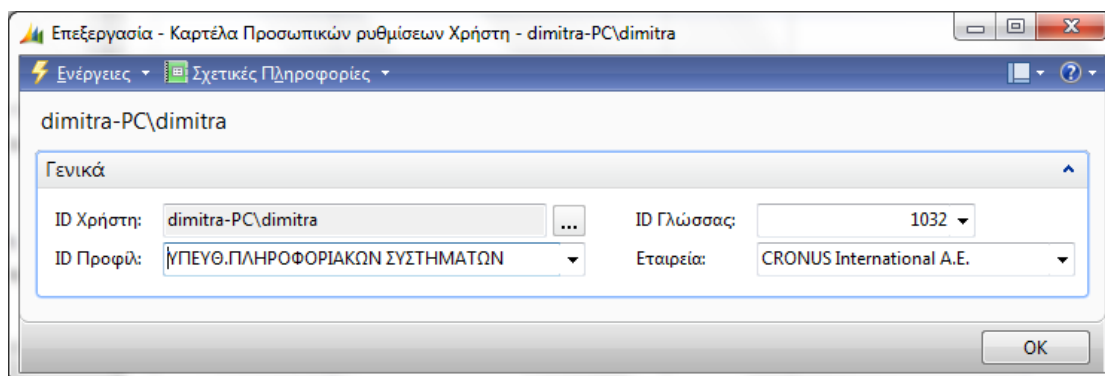 Επεξεργασία - Καρτέλα Προσωπικών ρυθμίσεων Χρήστη - dimitra-PC\dimitra
Ενέργειες Σχετικές Πληροφορίες
dimitra-PC\dimitra
Γενικά
ID Χρήστη: dimitra-PC\dimitra ... ID Γλώσσας: 1032
ID Προφίλ: ΥΠΕΥΘ.ΠΛΗΡΟΦΟΡΙΑΚΩΝ ΣΥΣΤΗΜΑΤΩΝ Εταιρεία: CRONUS International A.E.
OK